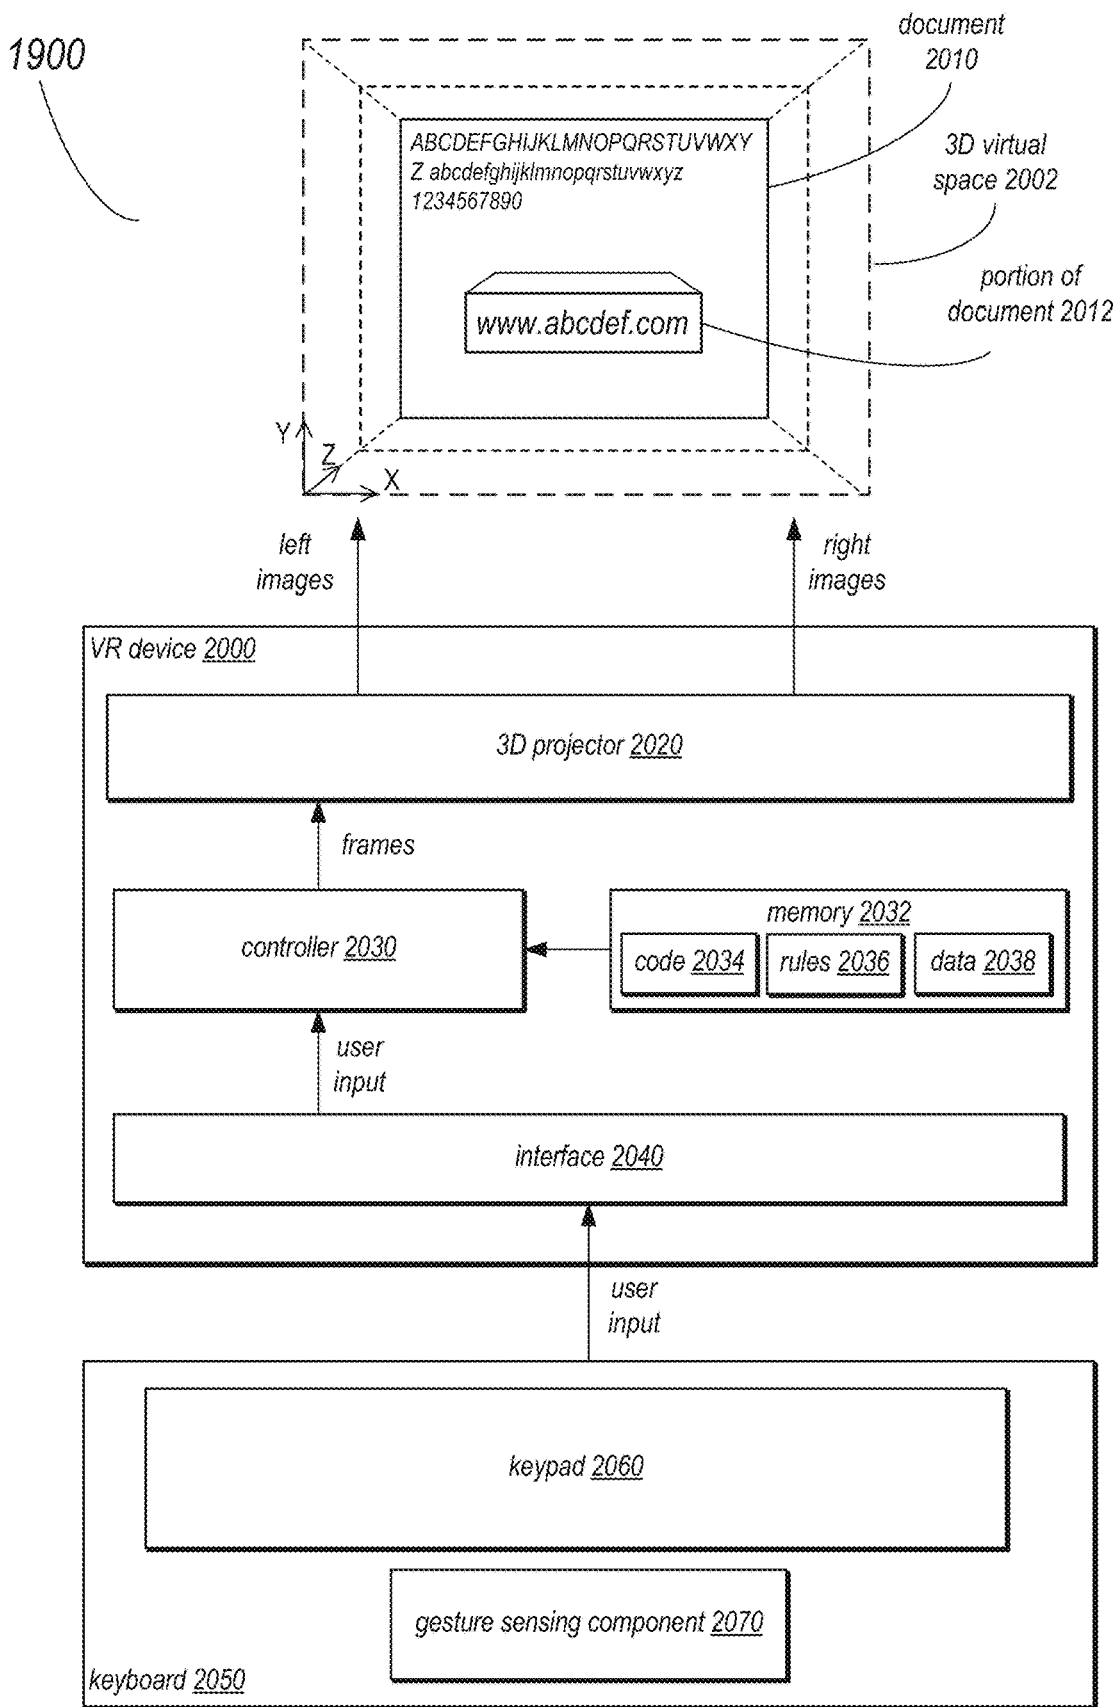 1900
document
2010
3D virtual
space 2002
portion of
document 2012
ABCDEFGHIJKLMNOPQRSTUVWXY
Z abcdefghijklmnopqrstuvwxyz
1234567890
www.abcdef.com
Y
Z
X
left
images
right
images
VR device 2000
3D projector 2020
frames
controller 2030
memory 2032
code 2034
rules 2036
data 2038
user
input
interface 2040
user
input
keypad 2060
gesture sensing component 2070
keyboard 2050